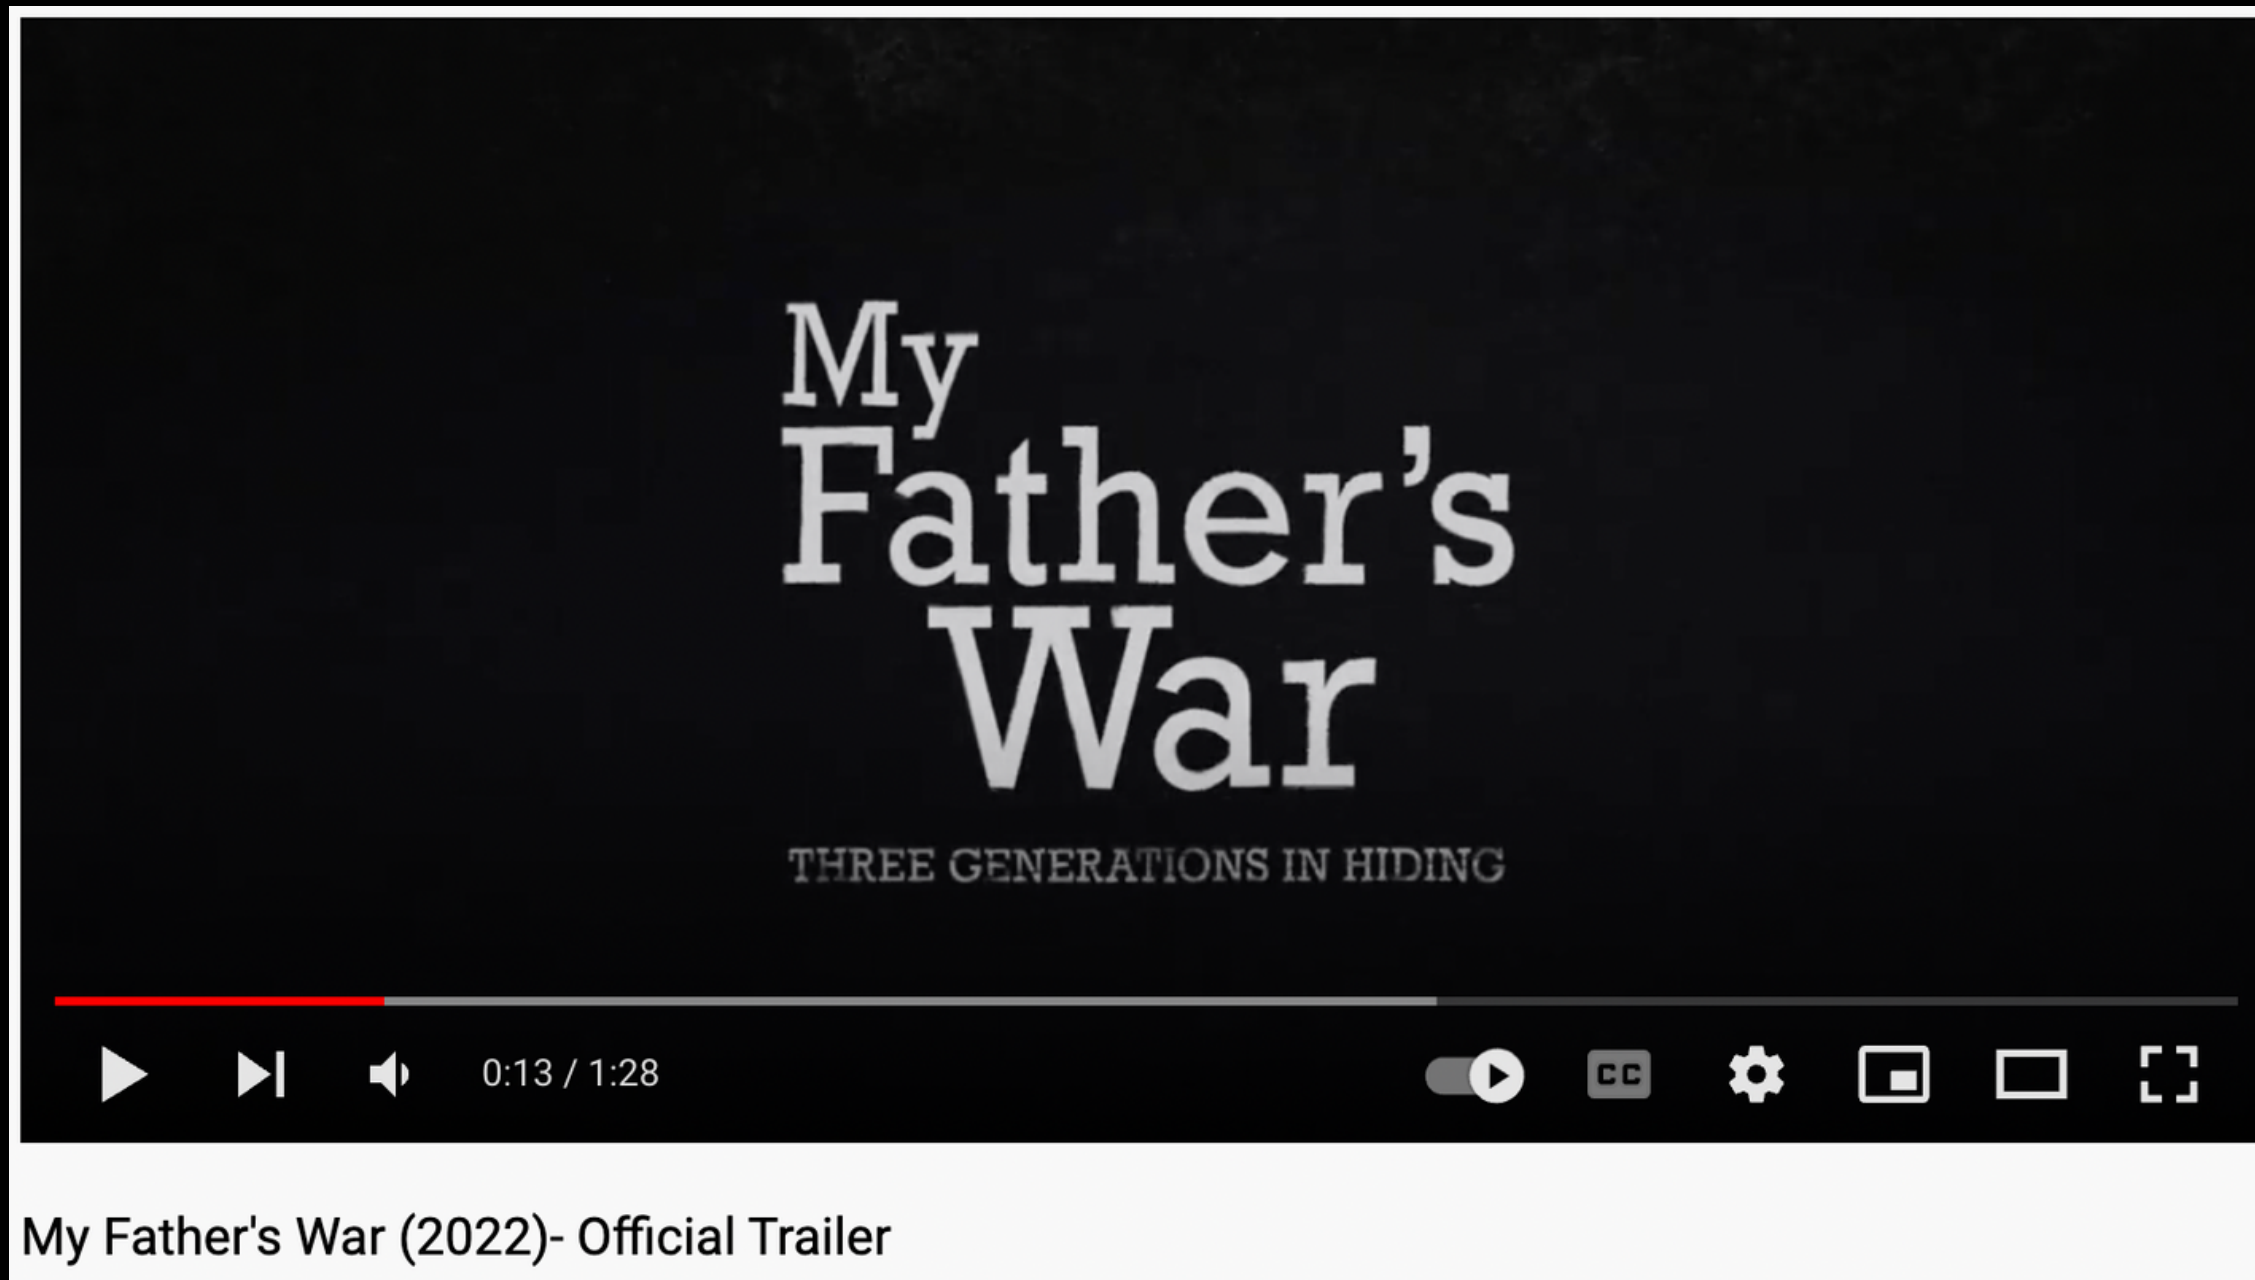 My
Father’s
War
THREE GENERATIONS IN HIDING
0:13 / 1:28
CC
My Father's War (2022)- Official Trailer